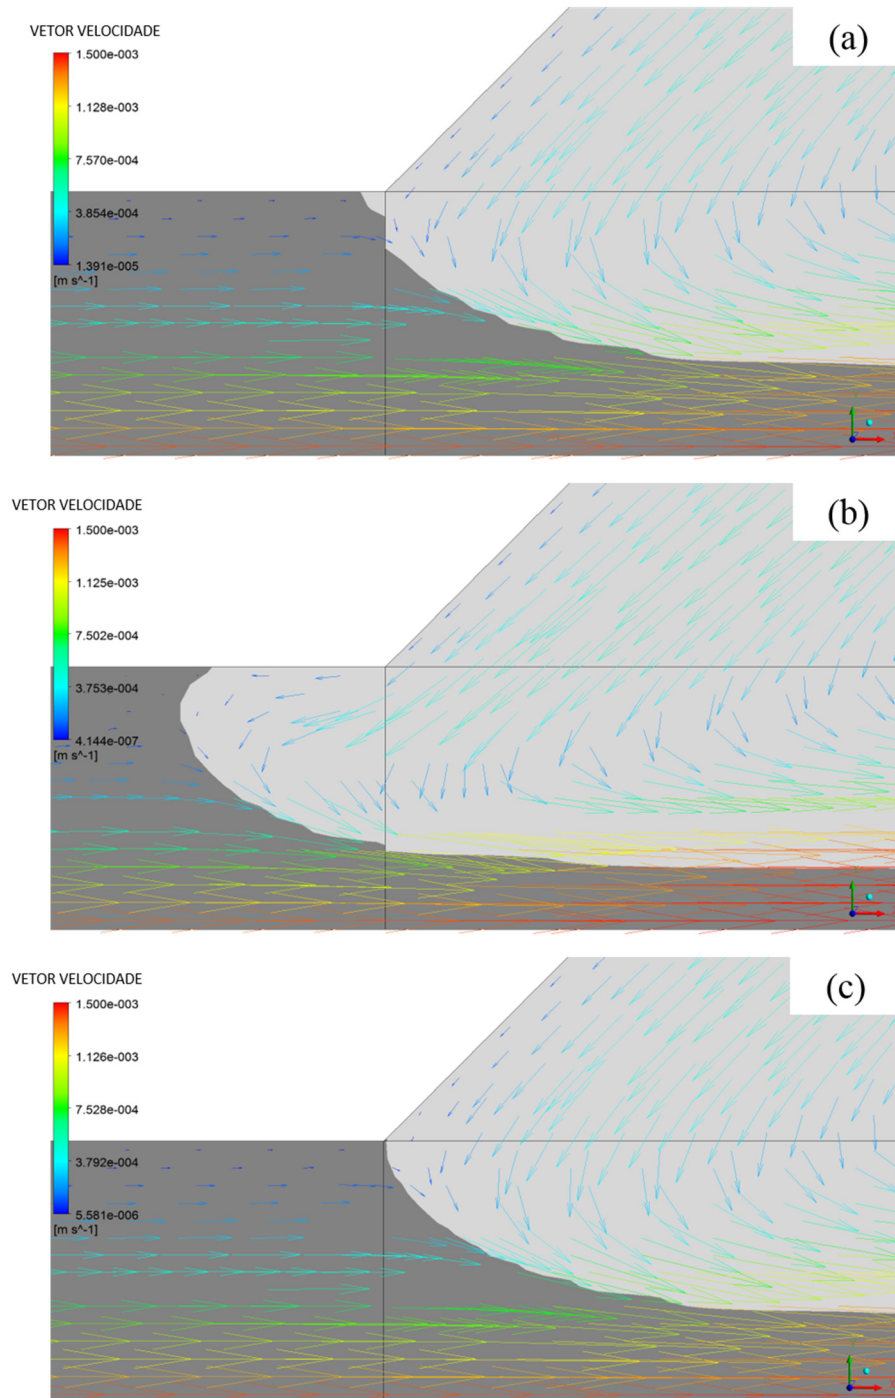 (a)
VETOR VELOCIDADE
1.500e-003
1.128e-003
7.570e-004
3.854e-004
1.391e-005
[m s^-1]
(b)
VETOR VELOCIDADE
1.500e-003
1.125e-003
7.502e-004
3.753e-004
4.144e-007
[m s^-1]
(c)
VETOR VELOCIDADE
1.500e-003
1.126e-003
7.528e-004
3.792e-004
5.581e-006
[m s^-1]